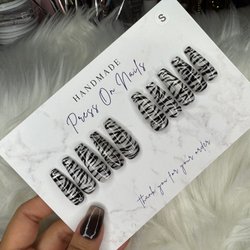 S
HANDMADE
Press On Nails
thank you for your order